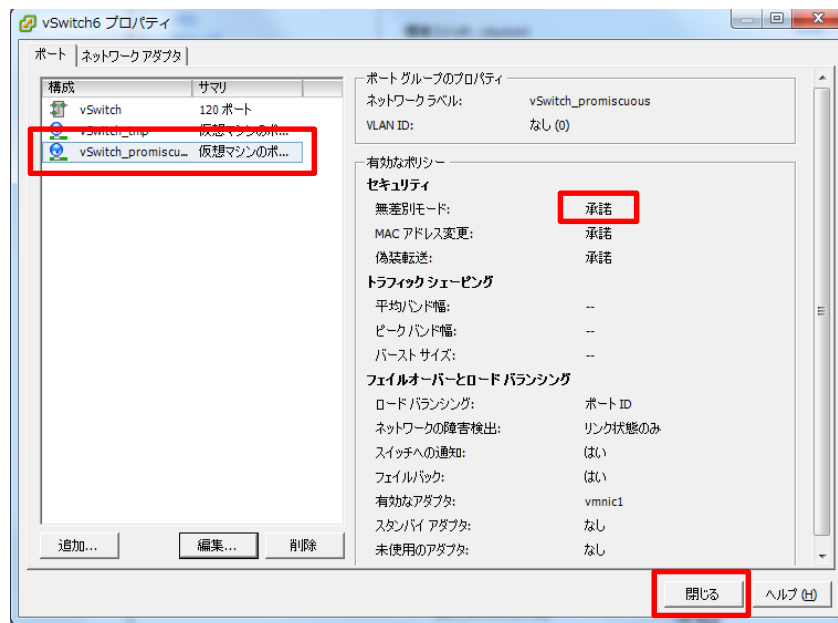 vSwitch6 プロパティ
ポート ネットワーク アダプタ
構成 サマリ
vSwitch 120 ポート
vSwitch_tmp 仮想マシンのポ...
vSwitch_promiscu... 仮想マシンのポ...
追加... 編集... 削除
ポート グループのプロパティ
ネットワーク ラベル: vSwitch_promiscuous
VLAN ID: なし (0)
有効なポリシー
セキュリティ
無差別モード: 承諾
MAC アドレス変更: 承諾
偽装転送: 承諾
トラフィック シェーピング
平均バンド幅: --
ピーク バンド幅: --
バースト サイズ: --
フェイルオーバーとロード バランシング
ロード バランシング: ポート ID
ネットワークの障害検出: リンク状態のみ
スイッチへの通知: はい
フェイルバック: はい
有効なアダプタ: vmnic1
スタンバイ アダプタ: なし
未使用のアダプタ: なし
閉じる ヘルプ (H)